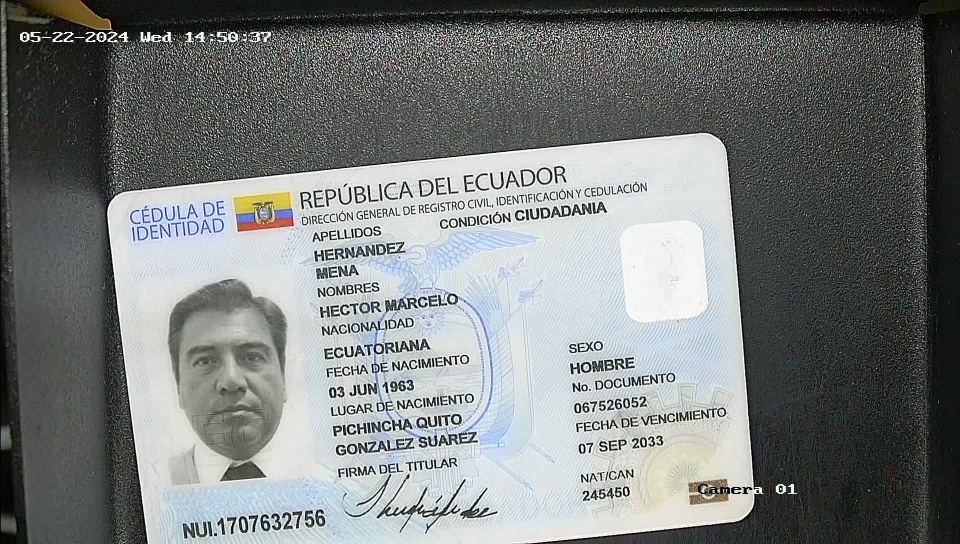 05-22-2024 Wed 14:50:37
CÉDULA DE
IDENTIDAD
REPÚBLICA DEL ECUADOR
DIRECCIÓN GENERAL DE REGISTRO CIVIL, IDENTIFICACIÓN Y CEDULACIÓN
APELLIDOS
CONDICIÓN CIUDADANIA
HERNANDEZ
MENA
NOMBRES
HECTOR MARCELO
NACIONALIDAD
ECUATORIANA
FECHA DE NACIMIENTO
03 JUN 1963
LUGAR DE NACIMIENTO
PICHINCHA QUITO
GONZALEZ SUAREZ
FIRMA DEL TITULAR
SEXO
HOMBRE
No. DOCUMENTO
067526052
FECHA DE VENCIMIENTO
07 SEP 2033
NAT/CAN
245450
NUI.1707632756
Camera 01